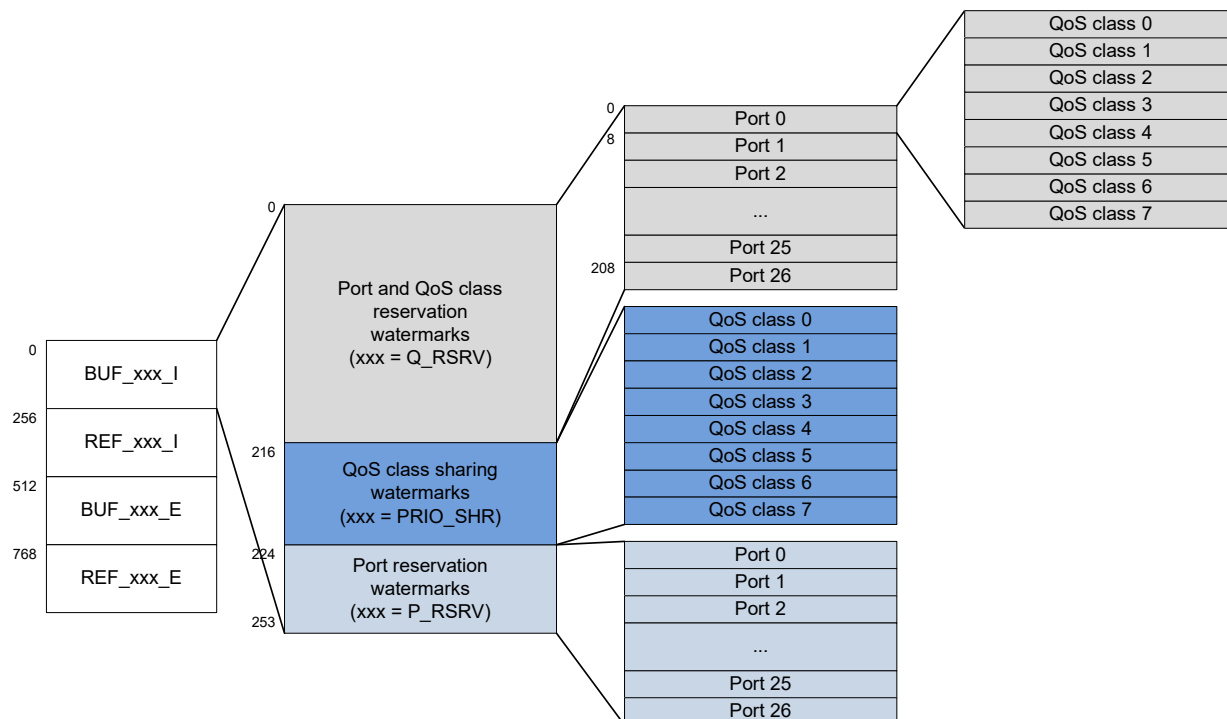 0
BUF_xxx_I
256
REF_xxx_I
512
BUF_xxx_E
768
REF_xxx_E
0
Port and QoS class
reservation
watermarks
(xxx = Q_RSRV)
216
QoS class sharing
watermarks
(xxx = PRIO_SHR)
224
Port reservation
watermarks
(xxx = P_RSRV)
253
0
Port 0
8
Port 1
Port 2
...
Port 25
208
Port 26
QoS class 0
QoS class 1
QoS class 2
QoS class 3
QoS class 4
QoS class 5
QoS class 6
QoS class 7
Port 0
Port 1
Port 2
...
Port 25
Port 26
QoS class 0
QoS class 1
QoS class 2
QoS class 3
QoS class 4
QoS class 5
QoS class 6
QoS class 7